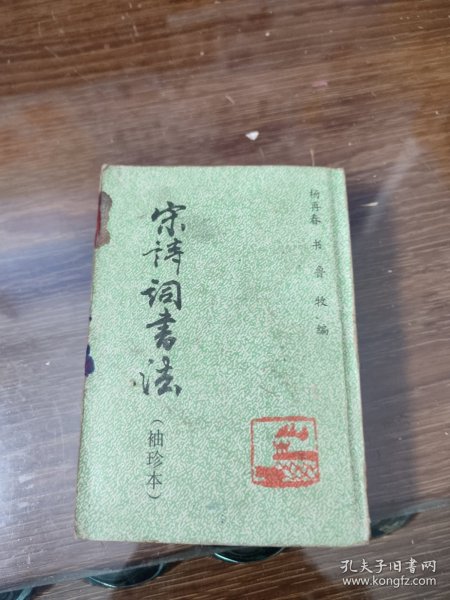 杨再春书 鲁牧编
宋诗词书法
（袖珍本）
孔夫子旧书网
www.kongfz.com